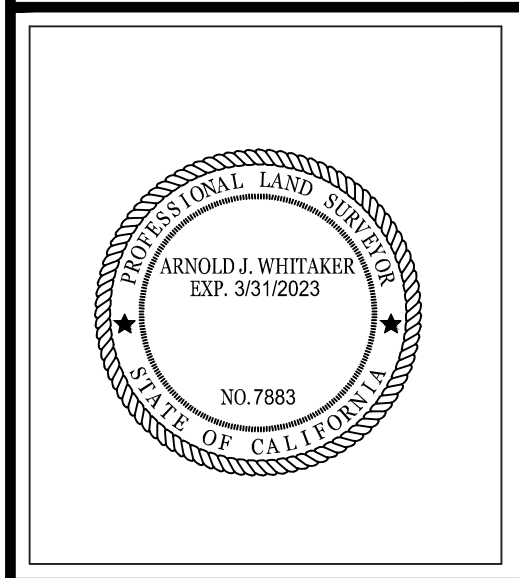 PROFESSIONAL LAND SURVEYOR
ARNOLD J. WHITAKER
EXP. 3/31/2023
NO.7883
STATE OF CALIFORNIA